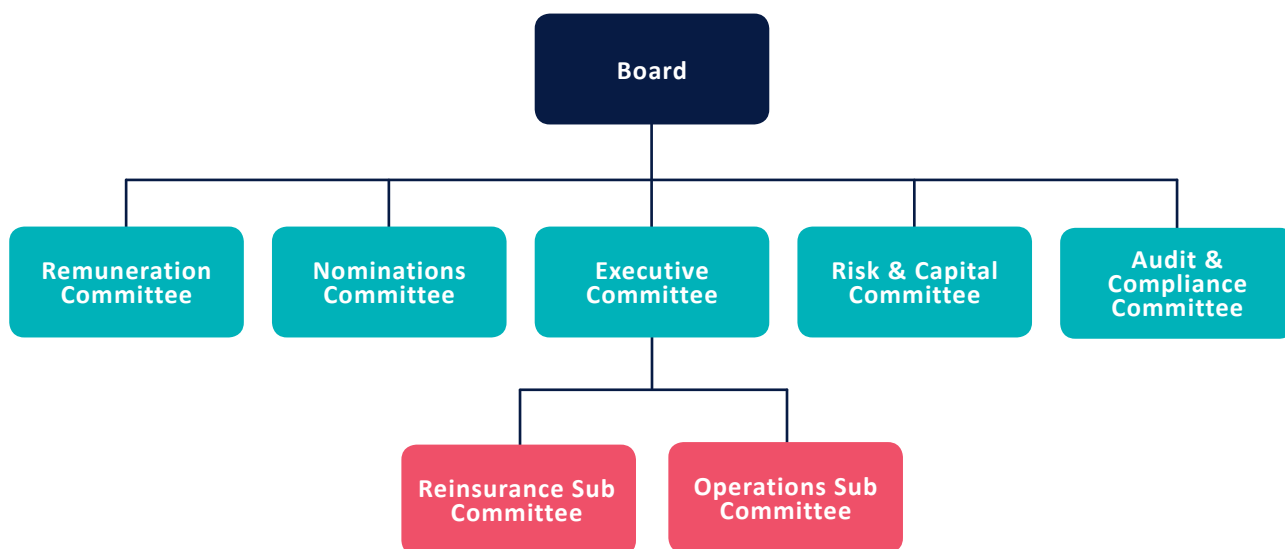 Board
Remuneration
Committee
Nominations
Committee
Executive
Committee
Risk & Capital
Committee
Audit &
Compliance
Committee
Reinsurance Sub
Committee
Operations Sub
Committee